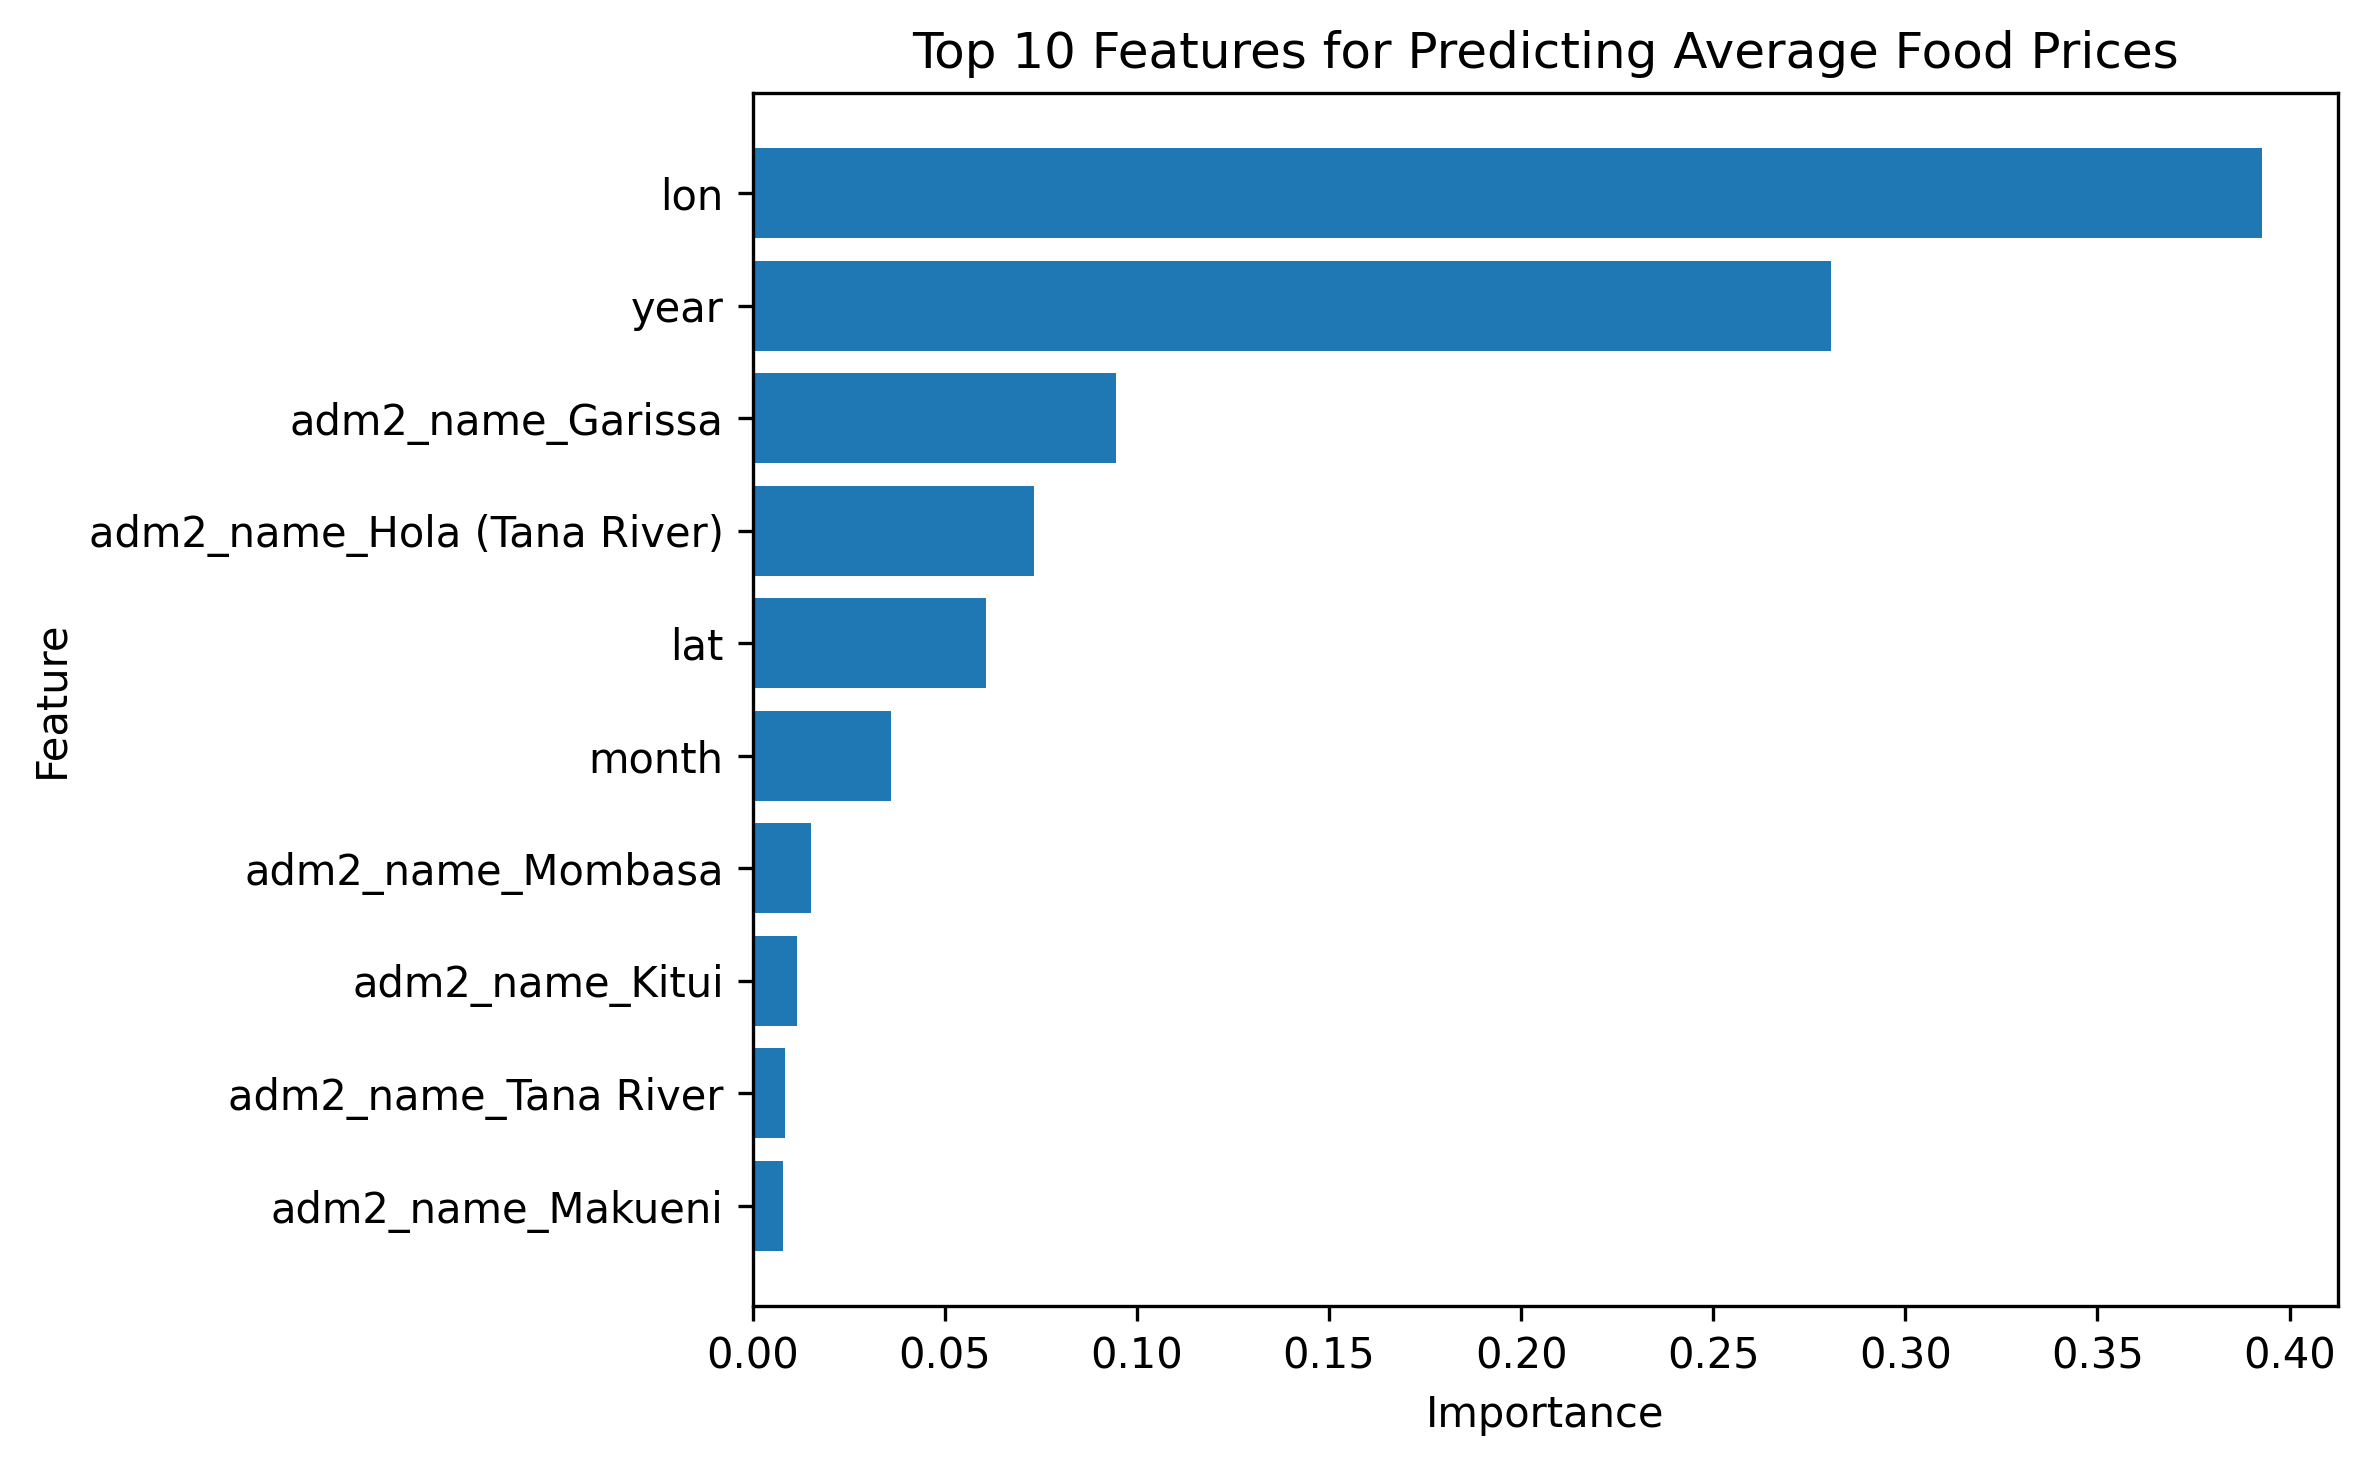 Top 10 Features for Predicting Average Food Prices
lon
year
adm2_name_Garissa
adm2_name_Hola (Tana River)
lat
month
adm2_name_Mombasa
adm2_name_Kitui
adm2_name_Tana River
adm2_name_Makueni
Feature
0.00 0.05 0.10 0.15 0.20 0.25 0.30 0.35 0.40
Importance